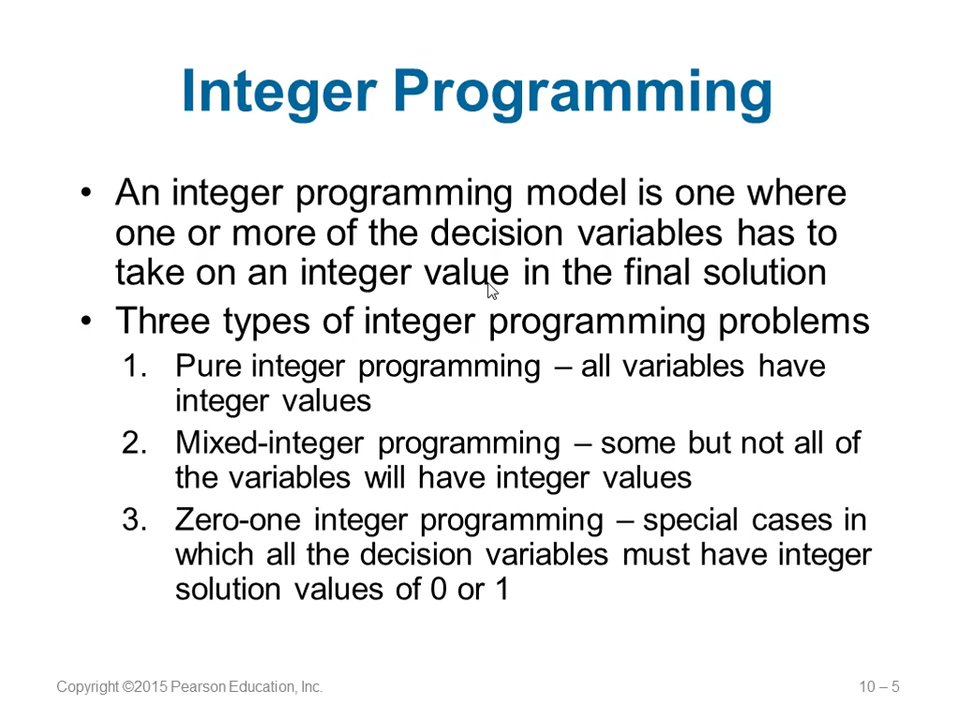 Integer Programming
• An integer programming model is one where
one or more of the decision variables has to
take on an integer value in the final solution
• Three types of integer programming problems
1. Pure integer programming – all variables have
integer values
2. Mixed-integer programming – some but not all of
the variables will have integer values
3. Zero-one integer programming – special cases in
which all the decision variables must have integer
solution values of 0 or 1
Copyright ©2015 Pearson Education, Inc. 10 – 5